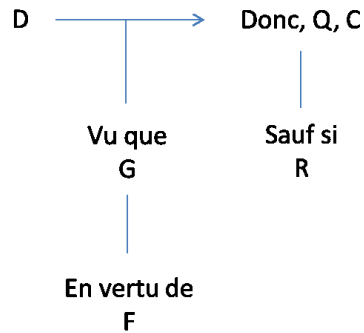 D
Donc, Q, C
Vu que
G
Sauf si
R
En vertu de
F